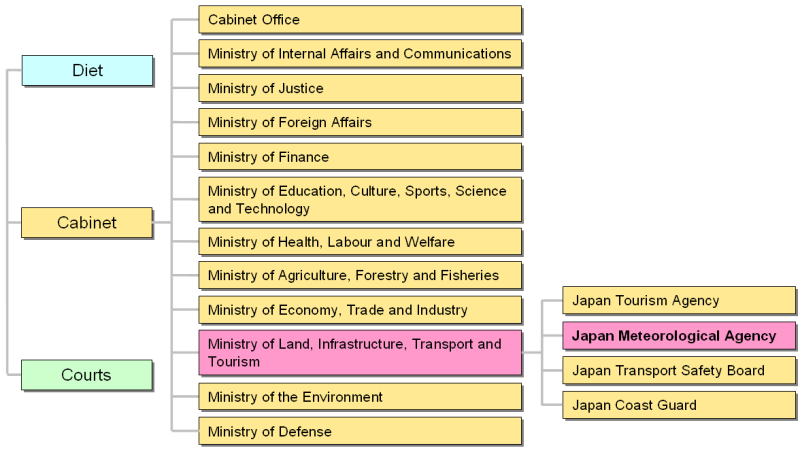 Diet
Cabinet
Courts
Cabinet Office
Ministry of Internal Affairs and Communications
Ministry of Justice
Ministry of Foreign Affairs
Ministry of Finance
Ministry of Education, Culture, Sports, Science
and Technology
Ministry of Health, Labour and Welfare
Ministry of Agriculture, Forestry and Fisheries
Ministry of Economy, Trade and Industry
Ministry of Land, Infrastructure, Transport and
Tourism
Ministry of the Environment
Ministry of Defense
Japan Tourism Agency
Japan Meteorological Agency
Japan Transport Safety Board
Japan Coast Guard